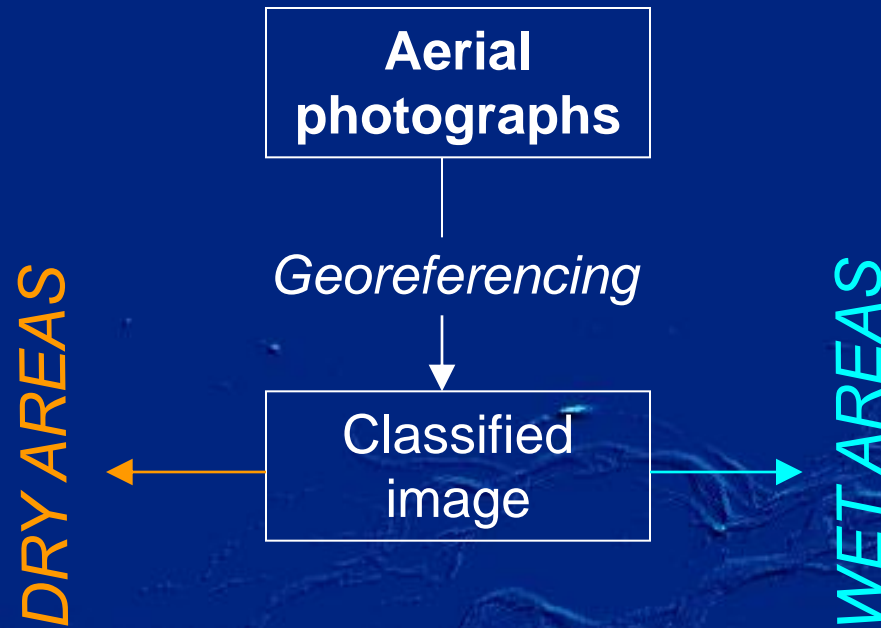 Aerial
photographs
Georeferencing
DRY AREAS
Classified
image
WET AREAS